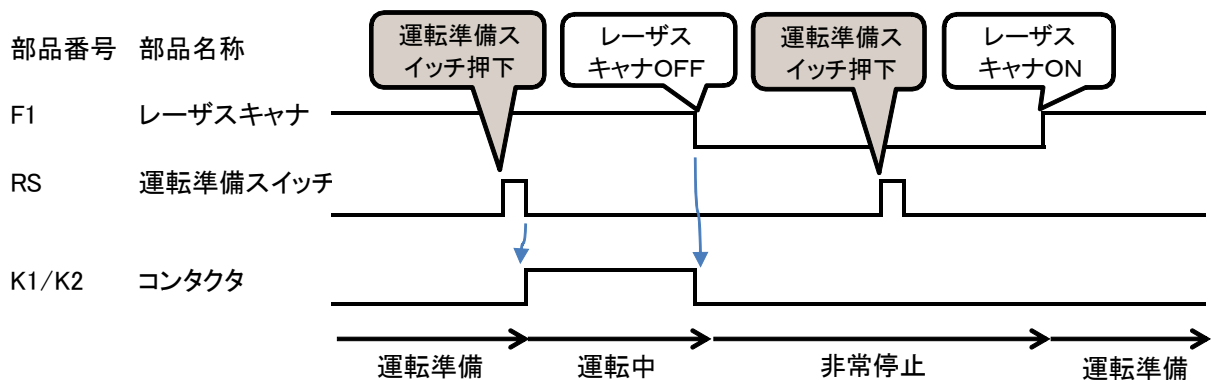 部品番号 部品名称
運転準備ス
イッチ押下
レーザス
キャナOFF
運転準備ス
イッチ押下
レーザス
キャナON
F1 レーザスキャナ
RS 運転準備スイッチ
K1/K2 コンタクタ
運転準備 運転中 非常停止 運転準備